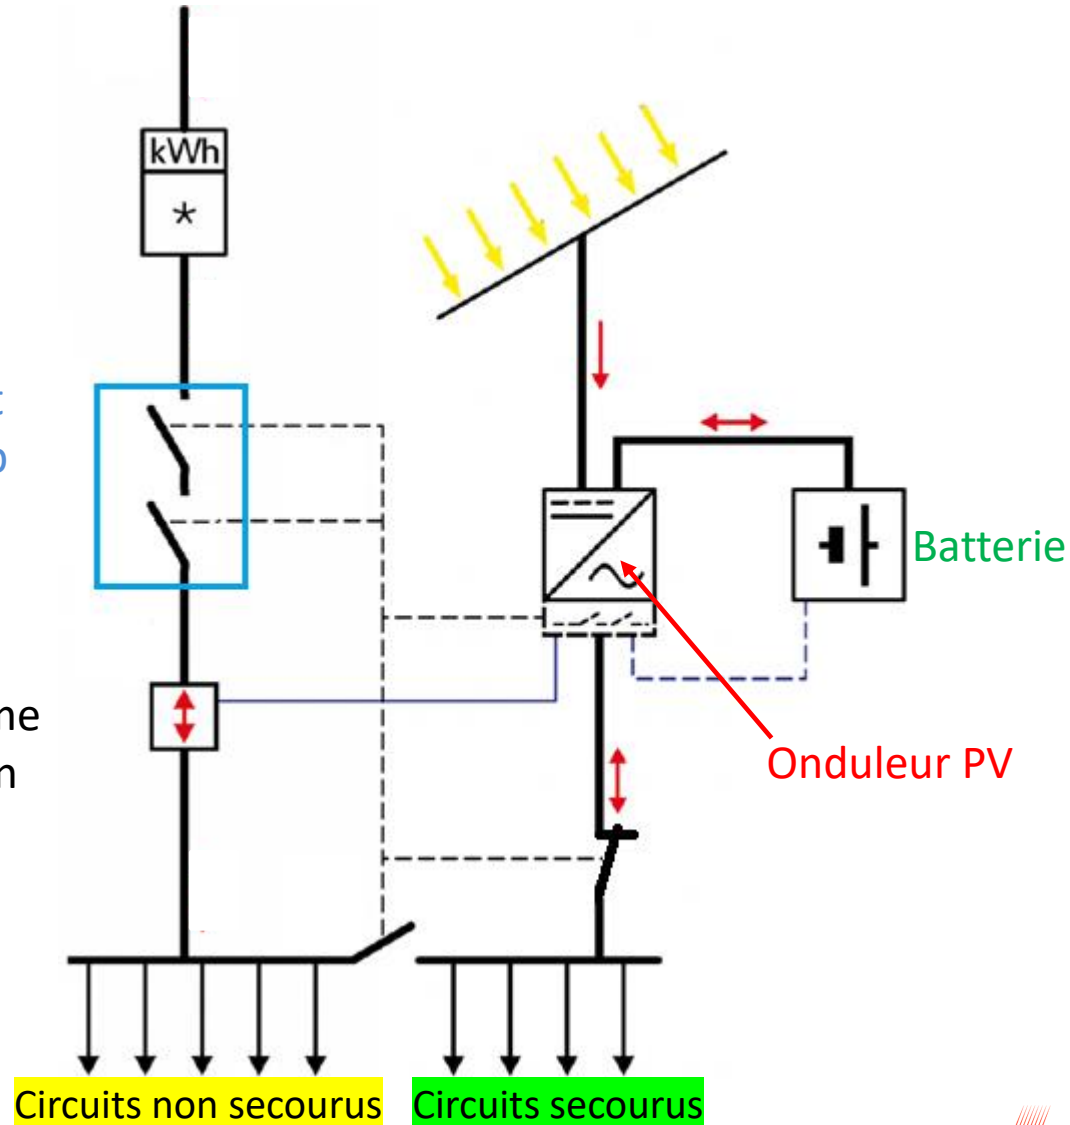 kWh
*
Batterie
Onduleur PV
Circuits non secourus
Circuits secourus